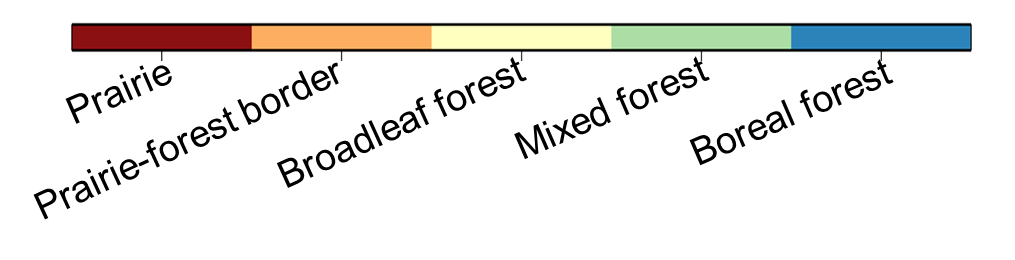 Prairie
Prairie-forest border
Broadleaf forest
Mixed forest
Boreal forest